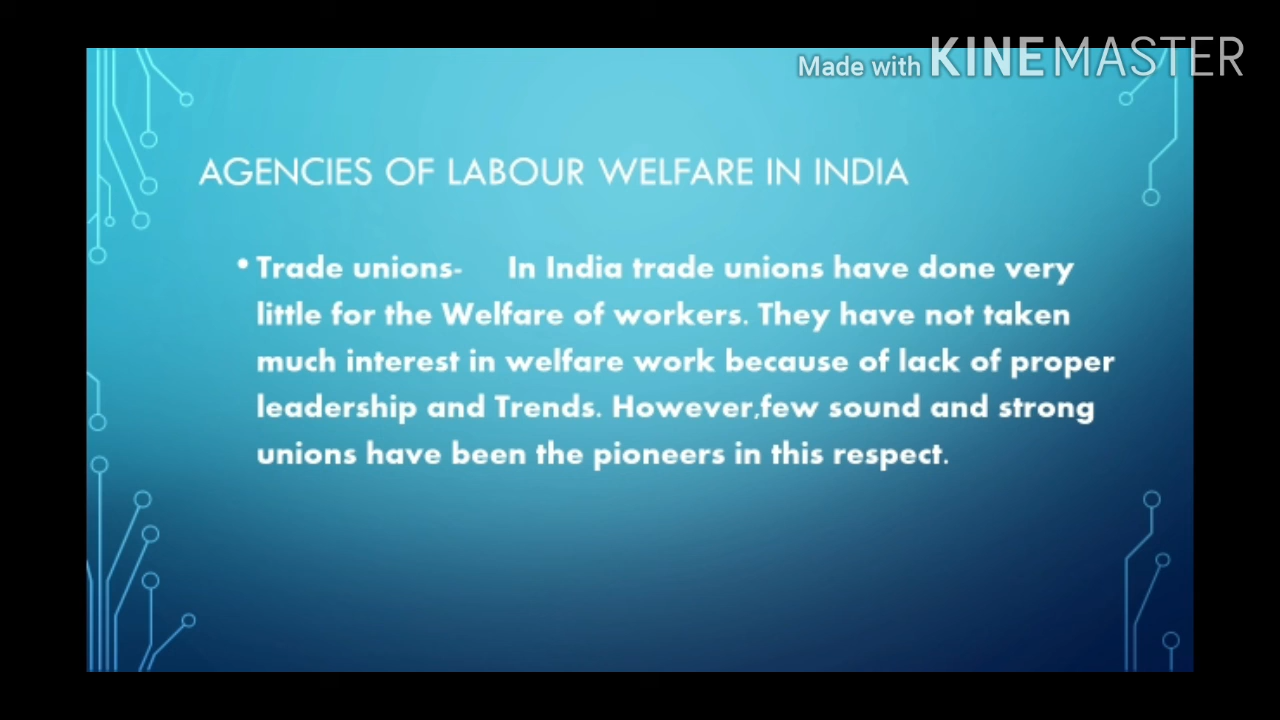 Made with KINEMASTER
AGENCIES OF LABOUR WELFARE IN INDIA
• Trade unions- In India trade unions have done very
little for the Welfare of workers. They have not taken
much interest in welfare work because of lack of proper
leadership and Trends. However,few sound and strong
unions have been the pioneers in this respect.